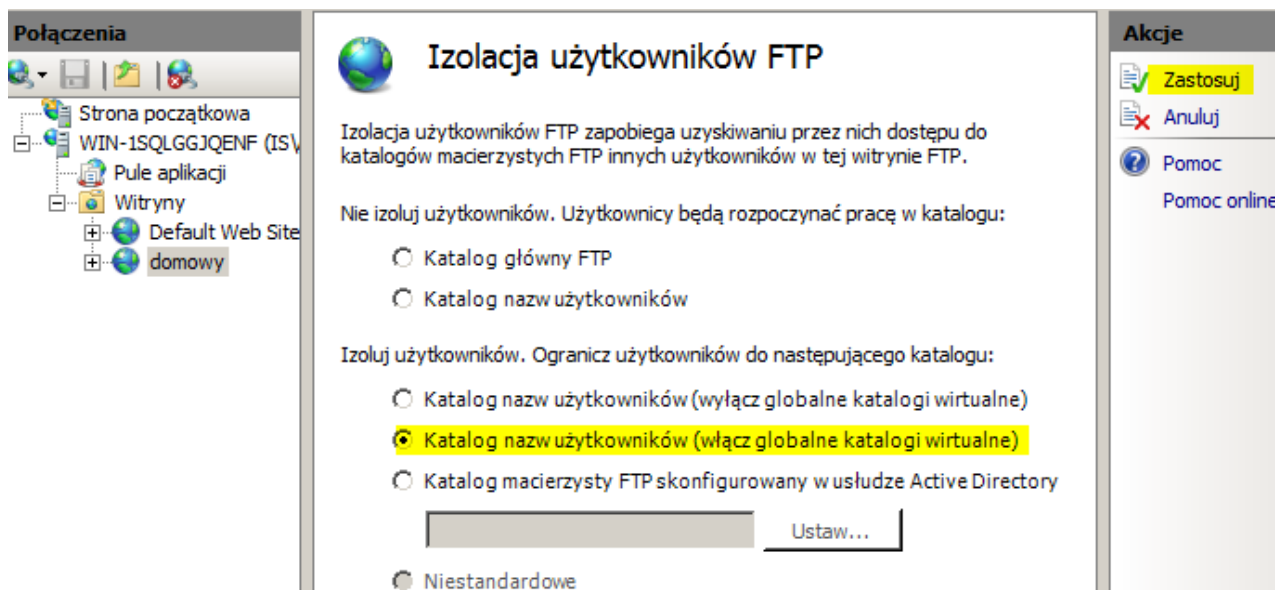 Połączenia
Strona początkowa
WIN-1SQLGGJQENF (IS\
Pule aplikacji
Witryny
Default Web Site
domowy
Izolacja użytkowników FTP
Izolacja użytkowników FTP zapobiega uzyskiwaniu przez nich dostępu do
katalogów macierzystych FTP innych użytkowników w tej witrynie FTP.
Nie izoluj użytkowników. Użytkownicy będą rozpoczynać pracę w katalogu:
Katalog główny FTP
Katalog nazw użytkowników
Izoluj użytkowników. Ogranicz użytkowników do następującego katalogu:
Katalog nazw użytkowników (wyłącz globalne katalogi wirtualne)
Katalog nazw użytkowników (włącz globalne katalogi wirtualne)
Katalog macierzysty FTP skonfigurowany w usłudze Active Directory
Ustaw...
Niestandardowe
Akcje
Zastosuj
Anuluj
Pomoc
Pomoc online